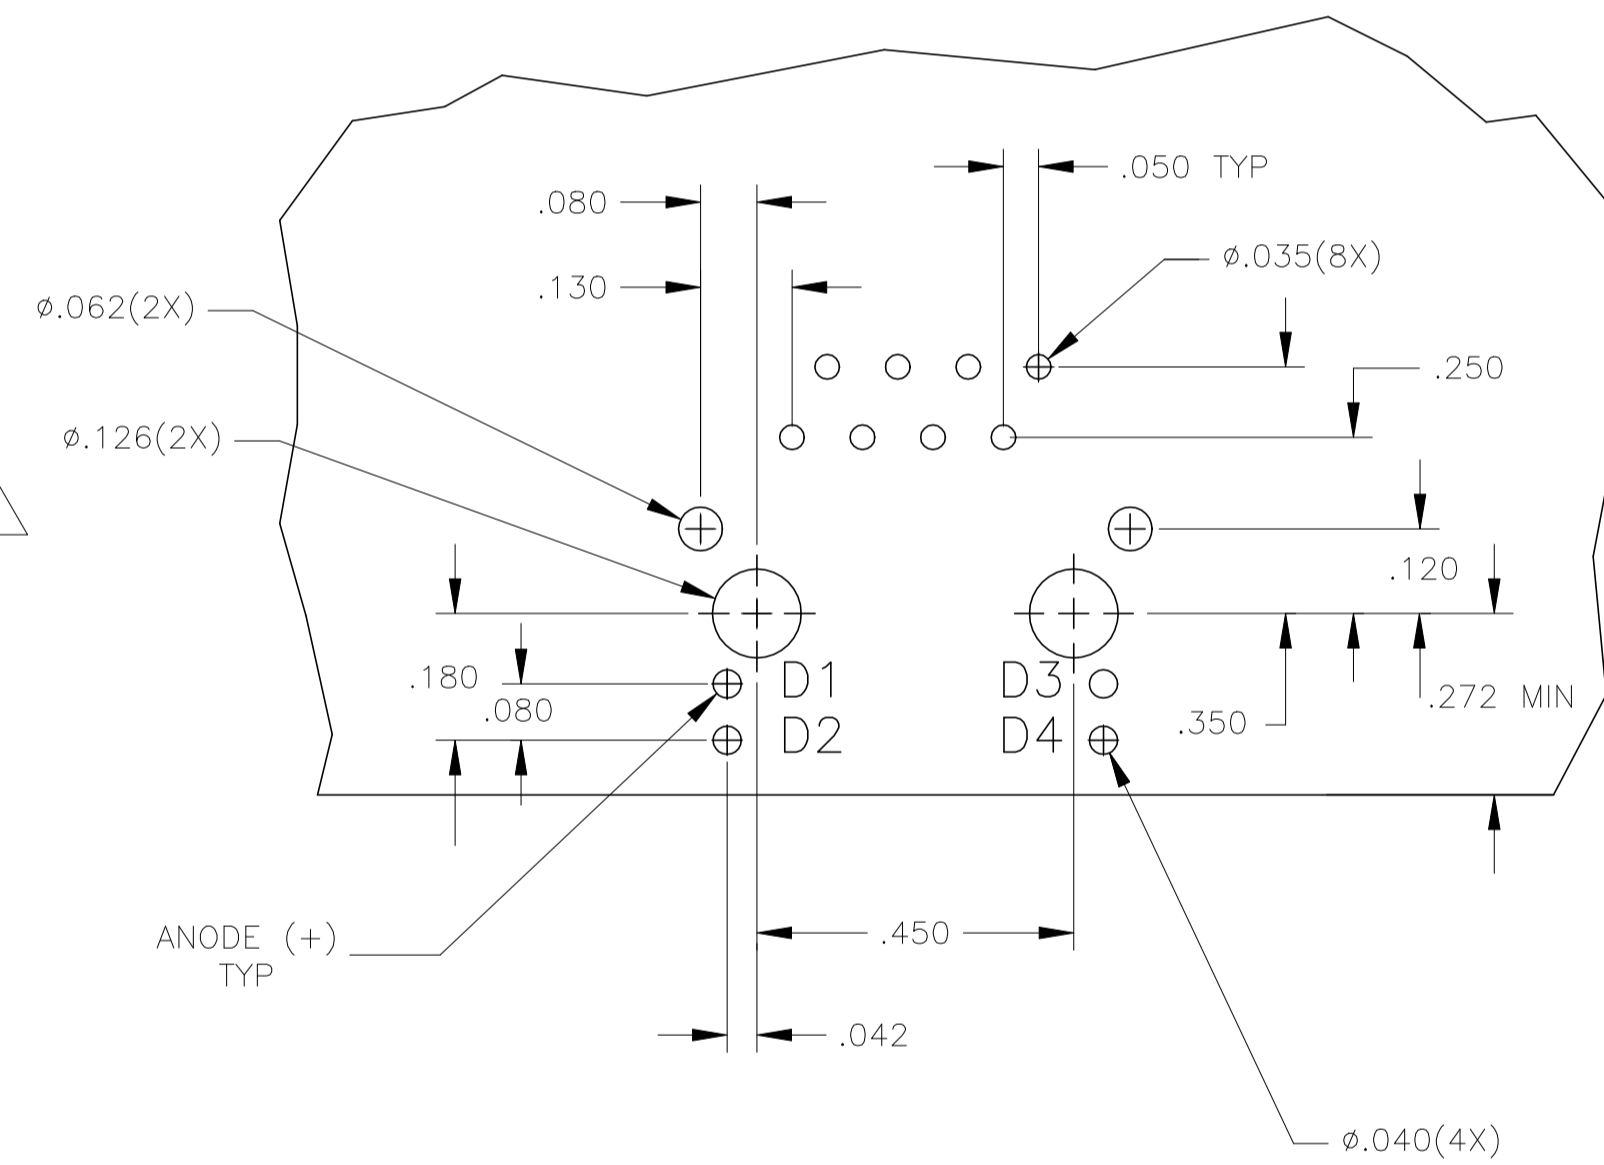 .050 TYP
.080
⌀.035(8X)
.130
⌀.062(2X)
.250
⌀.126(2X)
.120
.180
D1
D3
.080
.272 MIN
.350
D2
D4
ANODE (+)
TYP
.450
.042
⌀.040(4X)